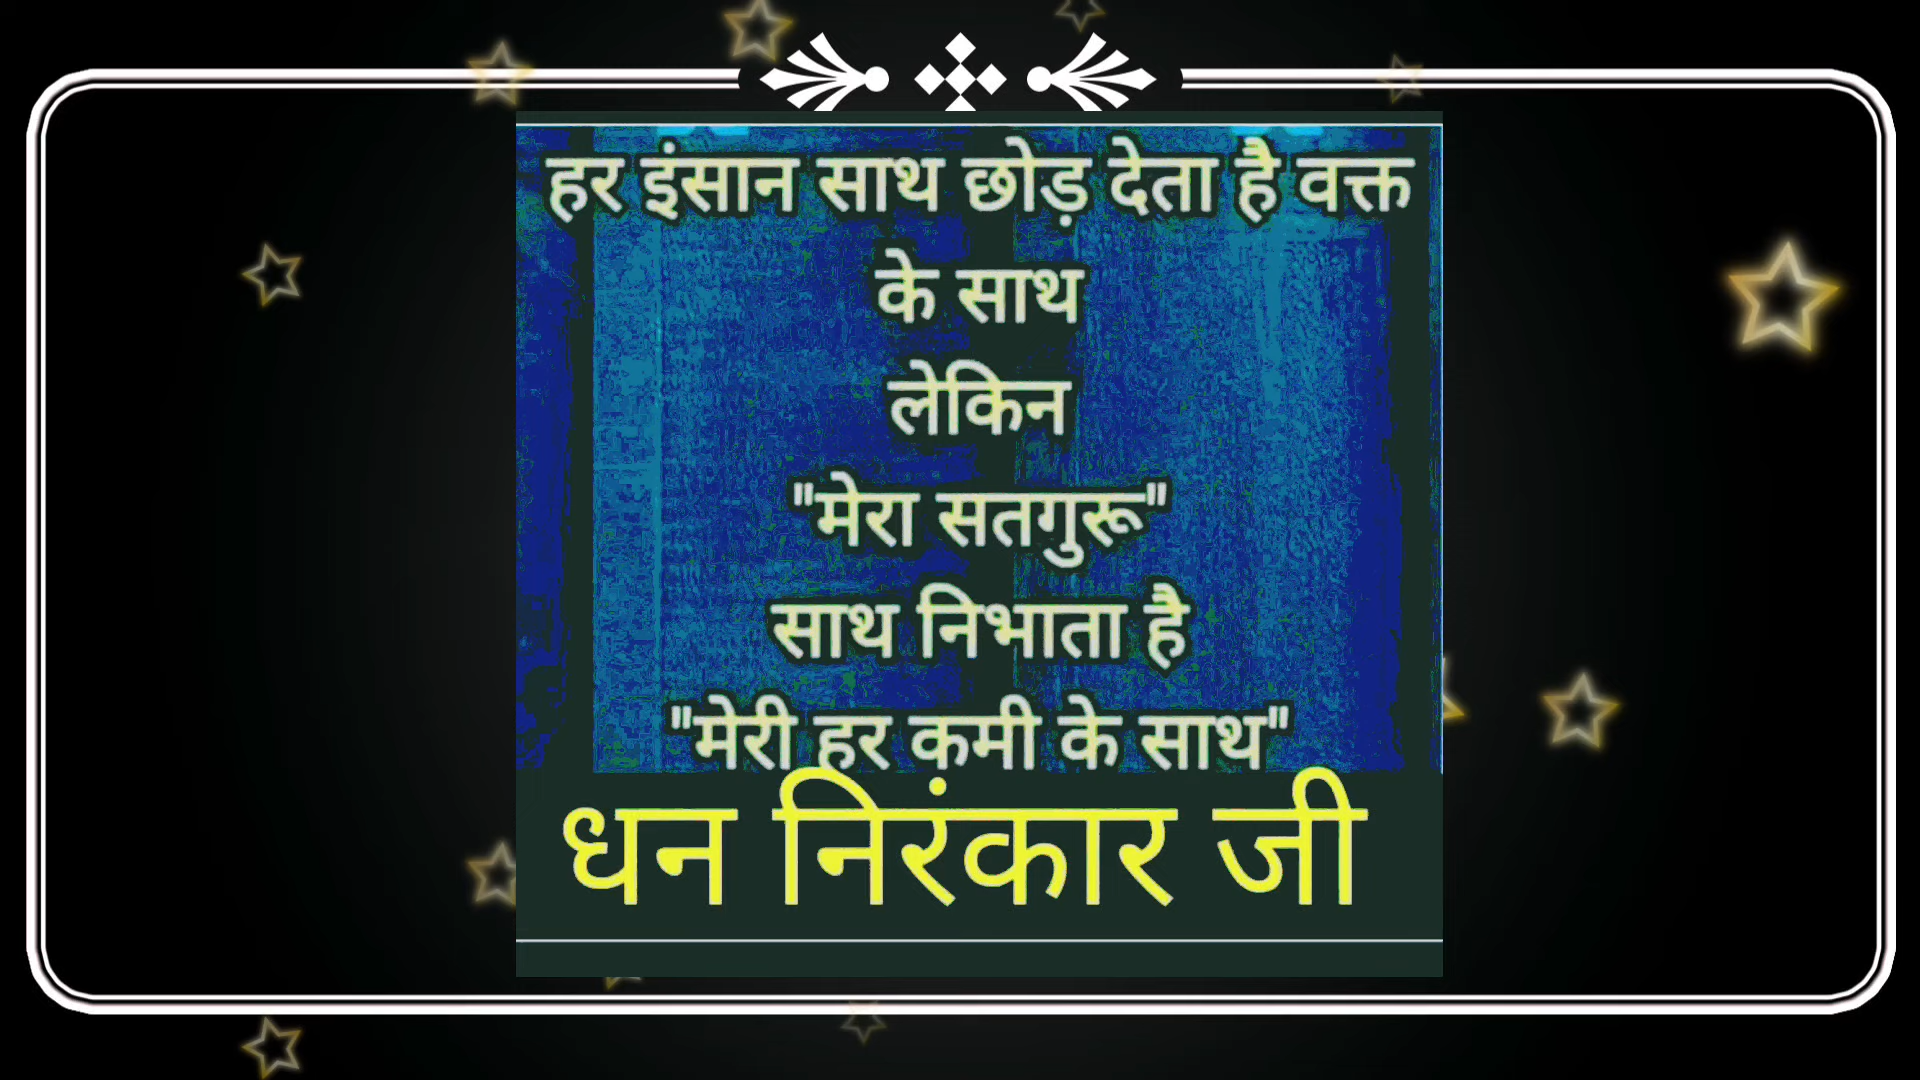 हर इंसान साथ छोड़ देता है वक्त
के साथ
लेकिन
"मेरा सतगुरू"
साथ निभाता है
"मेरी हर कमी के साथ"
धन निरंकार जी